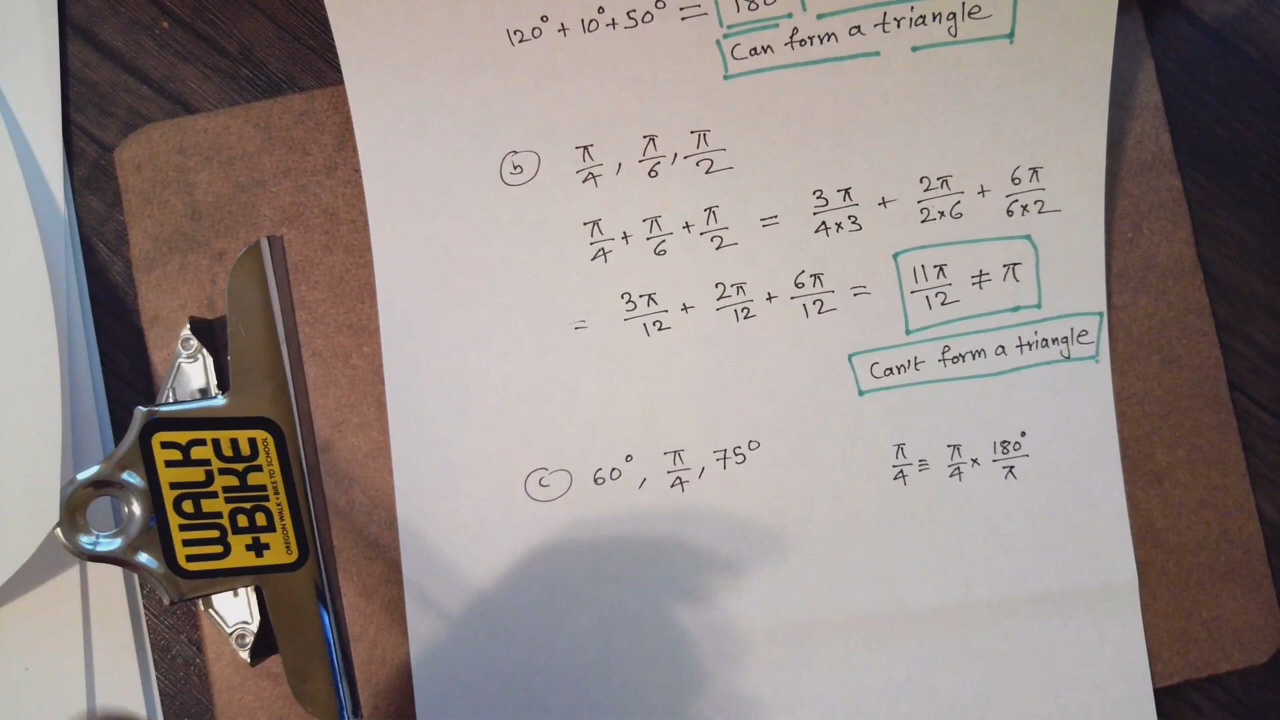 120° + 10° + 50° = 180
Can form a triangle
b π/4, π/6, π/2
π/4 + π/6 + π/2 = 3π/4×3 + 2π/2×6 + 6π/6×2
= 3π/12 + 2π/12 + 6π/12 = 11π/12 ≠ π
Can't form a triangle
c 60°, π/4, 75°
π/4 ≡ π/4 × 180°/π
WALK
+BIKE
OREGON WALK+BIKE TO SCHOOL